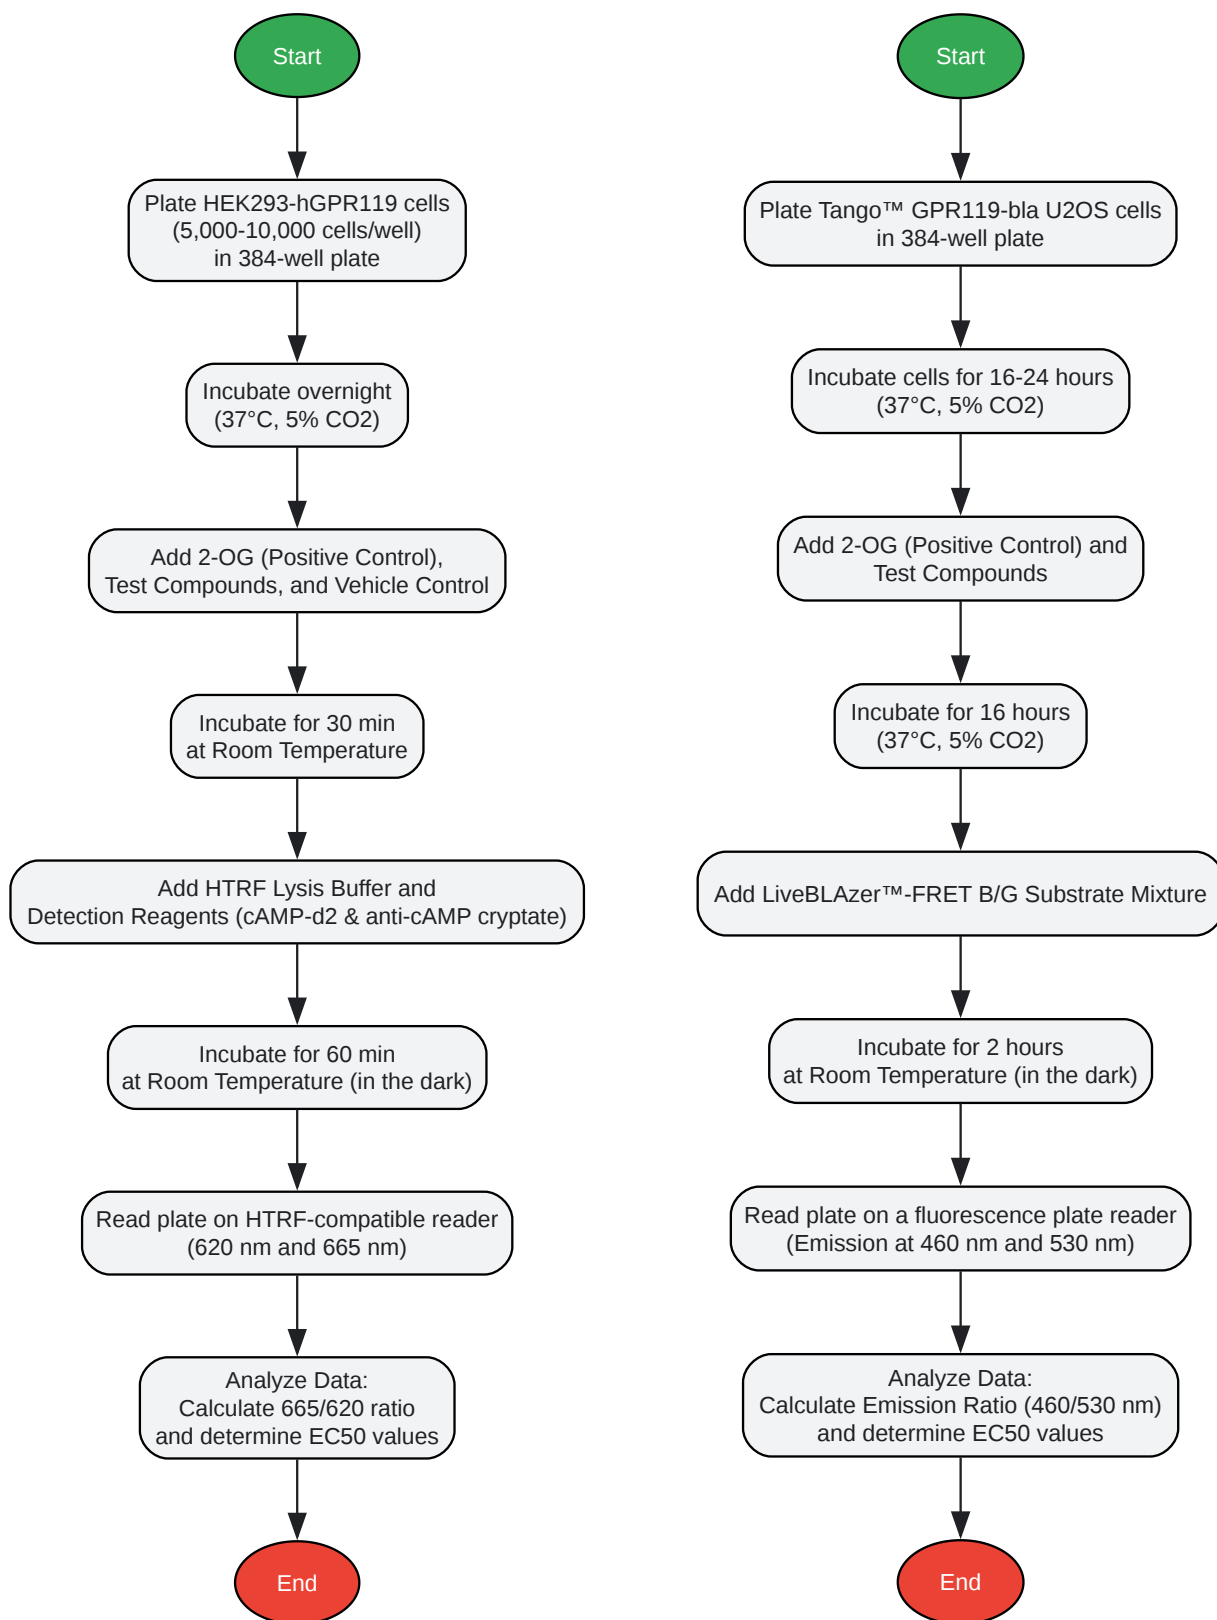 Start
Plate HEK293-hGPR119 cells
(5,000-10,000 cells/well)
in 384-well plate
Incubate overnight
(37°C, 5% CO2)
Add 2-OG (Positive Control),
Test Compounds, and Vehicle Control
Incubate for 30 min
at Room Temperature
Add HTRF Lysis Buffer and
Detection Reagents (cAMP-d2 & anti-cAMP cryptate)
Incubate for 60 min
at Room Temperature (in the dark)
Read plate on HTRF-compatible reader
(620 nm and 665 nm)
Analyze Data:
Calculate 665/620 ratio
and determine EC50 values
End
Start
Plate Tango™ GPR119-bla U2OS cells
in 384-well plate
Incubate cells for 16-24 hours
(37°C, 5% CO2)
Add 2-OG (Positive Control) and
Test Compounds
Incubate for 16 hours
(37°C, 5% CO2)
Add LiveBLAzer™-FRET B/G Substrate Mixture
Incubate for 2 hours
at Room Temperature (in the dark)
Read plate on a fluorescence plate reader
(Emission at 460 nm and 530 nm)
Analyze Data:
Calculate Emission Ratio (460/530 nm)
and determine EC50 values
End